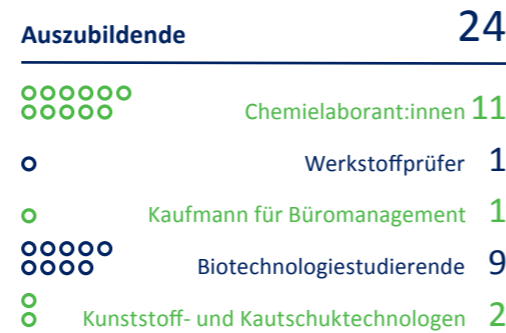 Auszubildende 24
Chemielaborant:innen 11
Werkstoffprüfer 1
Kaufmann für Büromanagement 1
Biotechnologiestudierende 9
Kunststoff- und Kautschuktechnologen 2